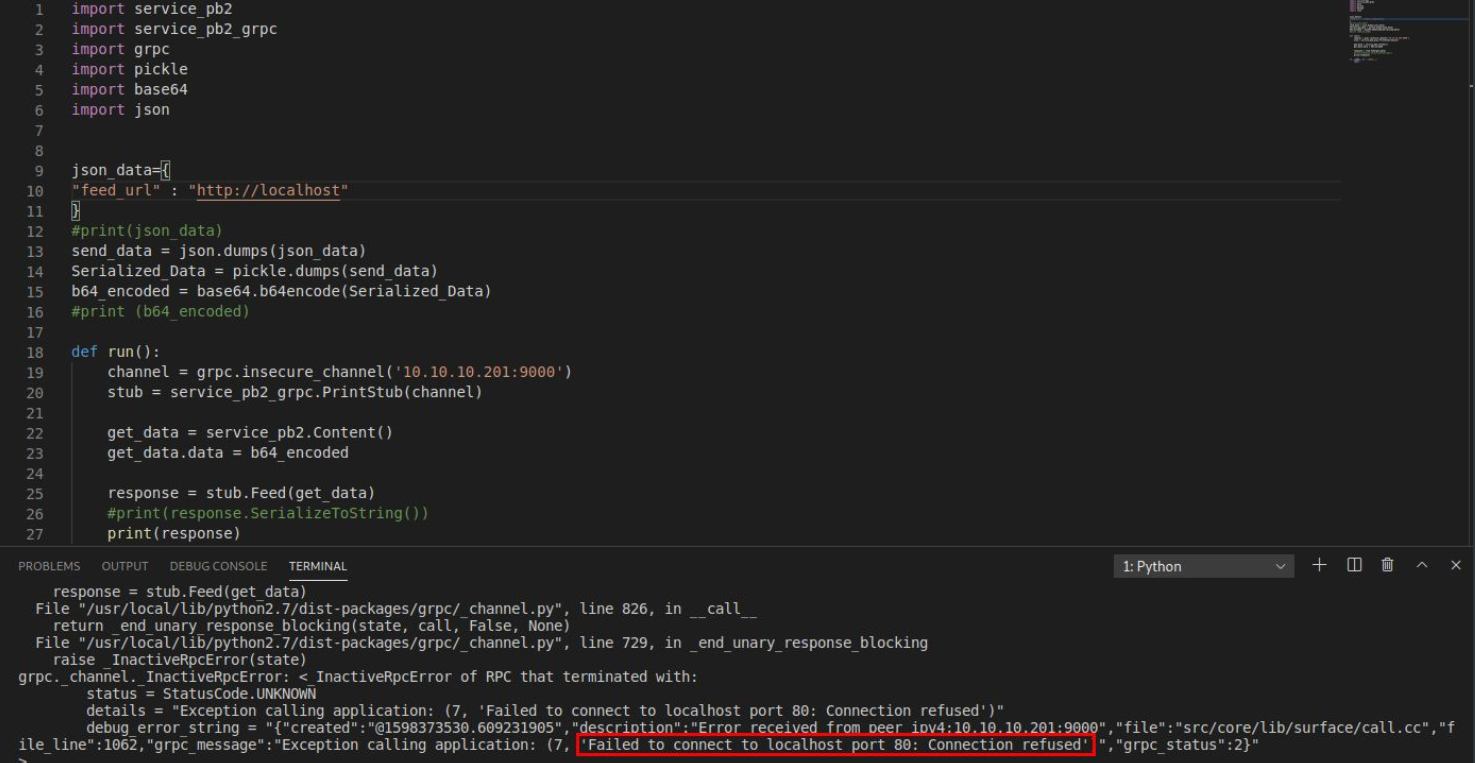 1 import service_pb2
2 import service_pb2_grpc
3 import grpc
4 import pickle
5 import base64
6 import json
7
8
9 json_data={
10 "feed_url" : "http://localhost"
11 }
12 #print(json_data)
13 send_data = json.dumps(json_data)
14 Serialized_Data = pickle.dumps(send_data)
15 b64_encoded = base64.b64encode(Serialized_Data)
16 #print (b64_encoded)
17
18 def run():
19 channel = grpc.insecure_channel('10.10.10.201:9000')
20 stub = service_pb2_grpc.PrintStub(channel)
21
22 get_data = service_pb2.Content()
23 get_data.data = b64_encoded
24
25 response = stub.Feed(get_data)
26 #print(response.SerializeToString())
27 print(response)
PROBLEMS OUTPUT DEBUG CONSOLE TERMINAL 1: Python
response = stub.Feed(get_data)
File "/usr/local/lib/python2.7/dist-packages/grpc/_channel.py", line 826, in __call__
return _end_unary_response_blocking(state, call, False, None)
File "/usr/local/lib/python2.7/dist-packages/grpc/_channel.py", line 729, in _end_unary_response_blocking
raise _InactiveRpcError(state)
grpc._channel._InactiveRpcError: <_InactiveRpcError of RPC that terminated with:
status = StatusCode.UNKNOWN
details = "Exception calling application: (7, 'Failed to connect to localhost port 80: Connection refused')"
debug_error_string = "{"created":"@1598373530.609231905","description":"Error received from peer ipv4:10.10.10.201:9000","file":"src/core/lib/surface/call.cc","f
ile_line":1062,"grpc_message":"Exception calling application: (7, 'Failed to connect to localhost port 80: Connection refused')","grpc_status":2}"
>